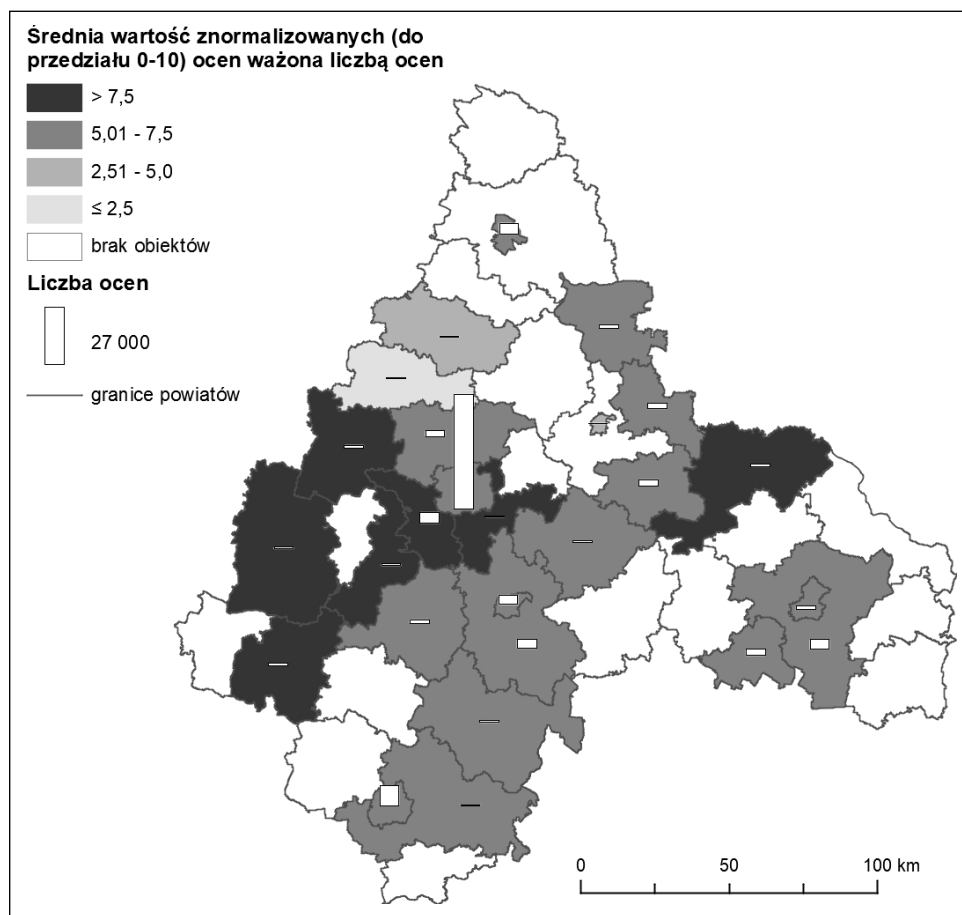 Średnia wartość znormalizowanych (do
przedziału 0-10) ocen ważona liczbą ocen
> 7,5
5,01 - 7,5
2,51 - 5,0
≤ 2,5
brak obiektów
Liczba ocen
27 000
granice powiatów
0 50 100 km